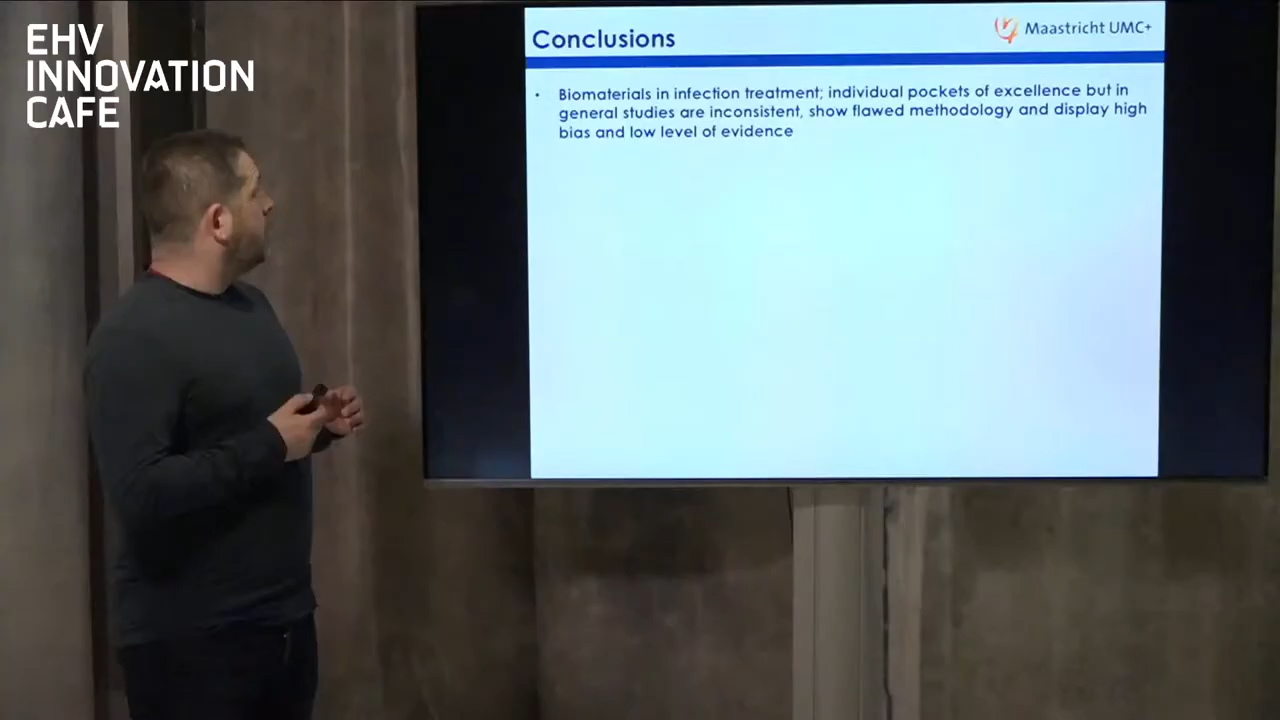 EHV
INNOVATION
CAFE
Conclusions
Maastricht UMC+
• Biomaterials in infection treatment; individual pockets of excellence but in
general studies are inconsistent, show flawed methodology and display high
bias and low level of evidence